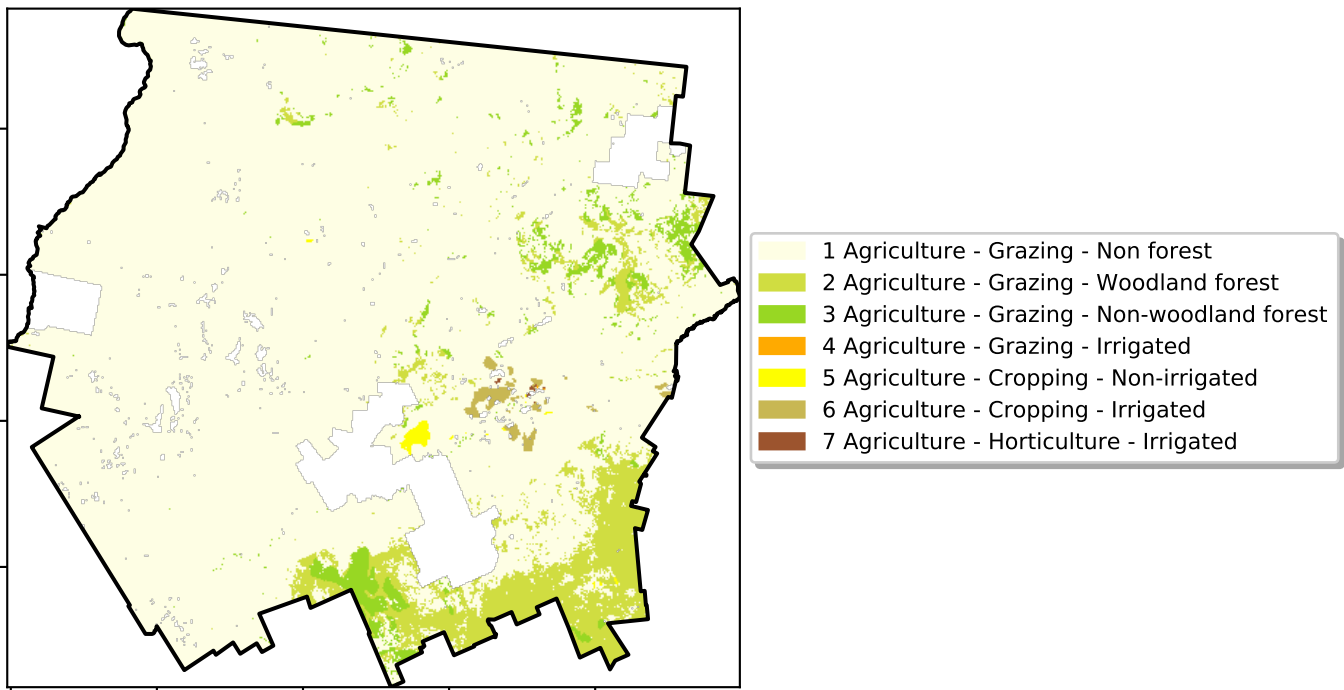 1 Agriculture - Grazing - Non forest
2 Agriculture - Grazing - Woodland forest
3 Agriculture - Grazing - Non-woodland forest
4 Agriculture - Grazing - Irrigated
5 Agriculture - Cropping - Non-irrigated
6 Agriculture - Cropping - Irrigated
7 Agriculture - Horticulture - Irrigated